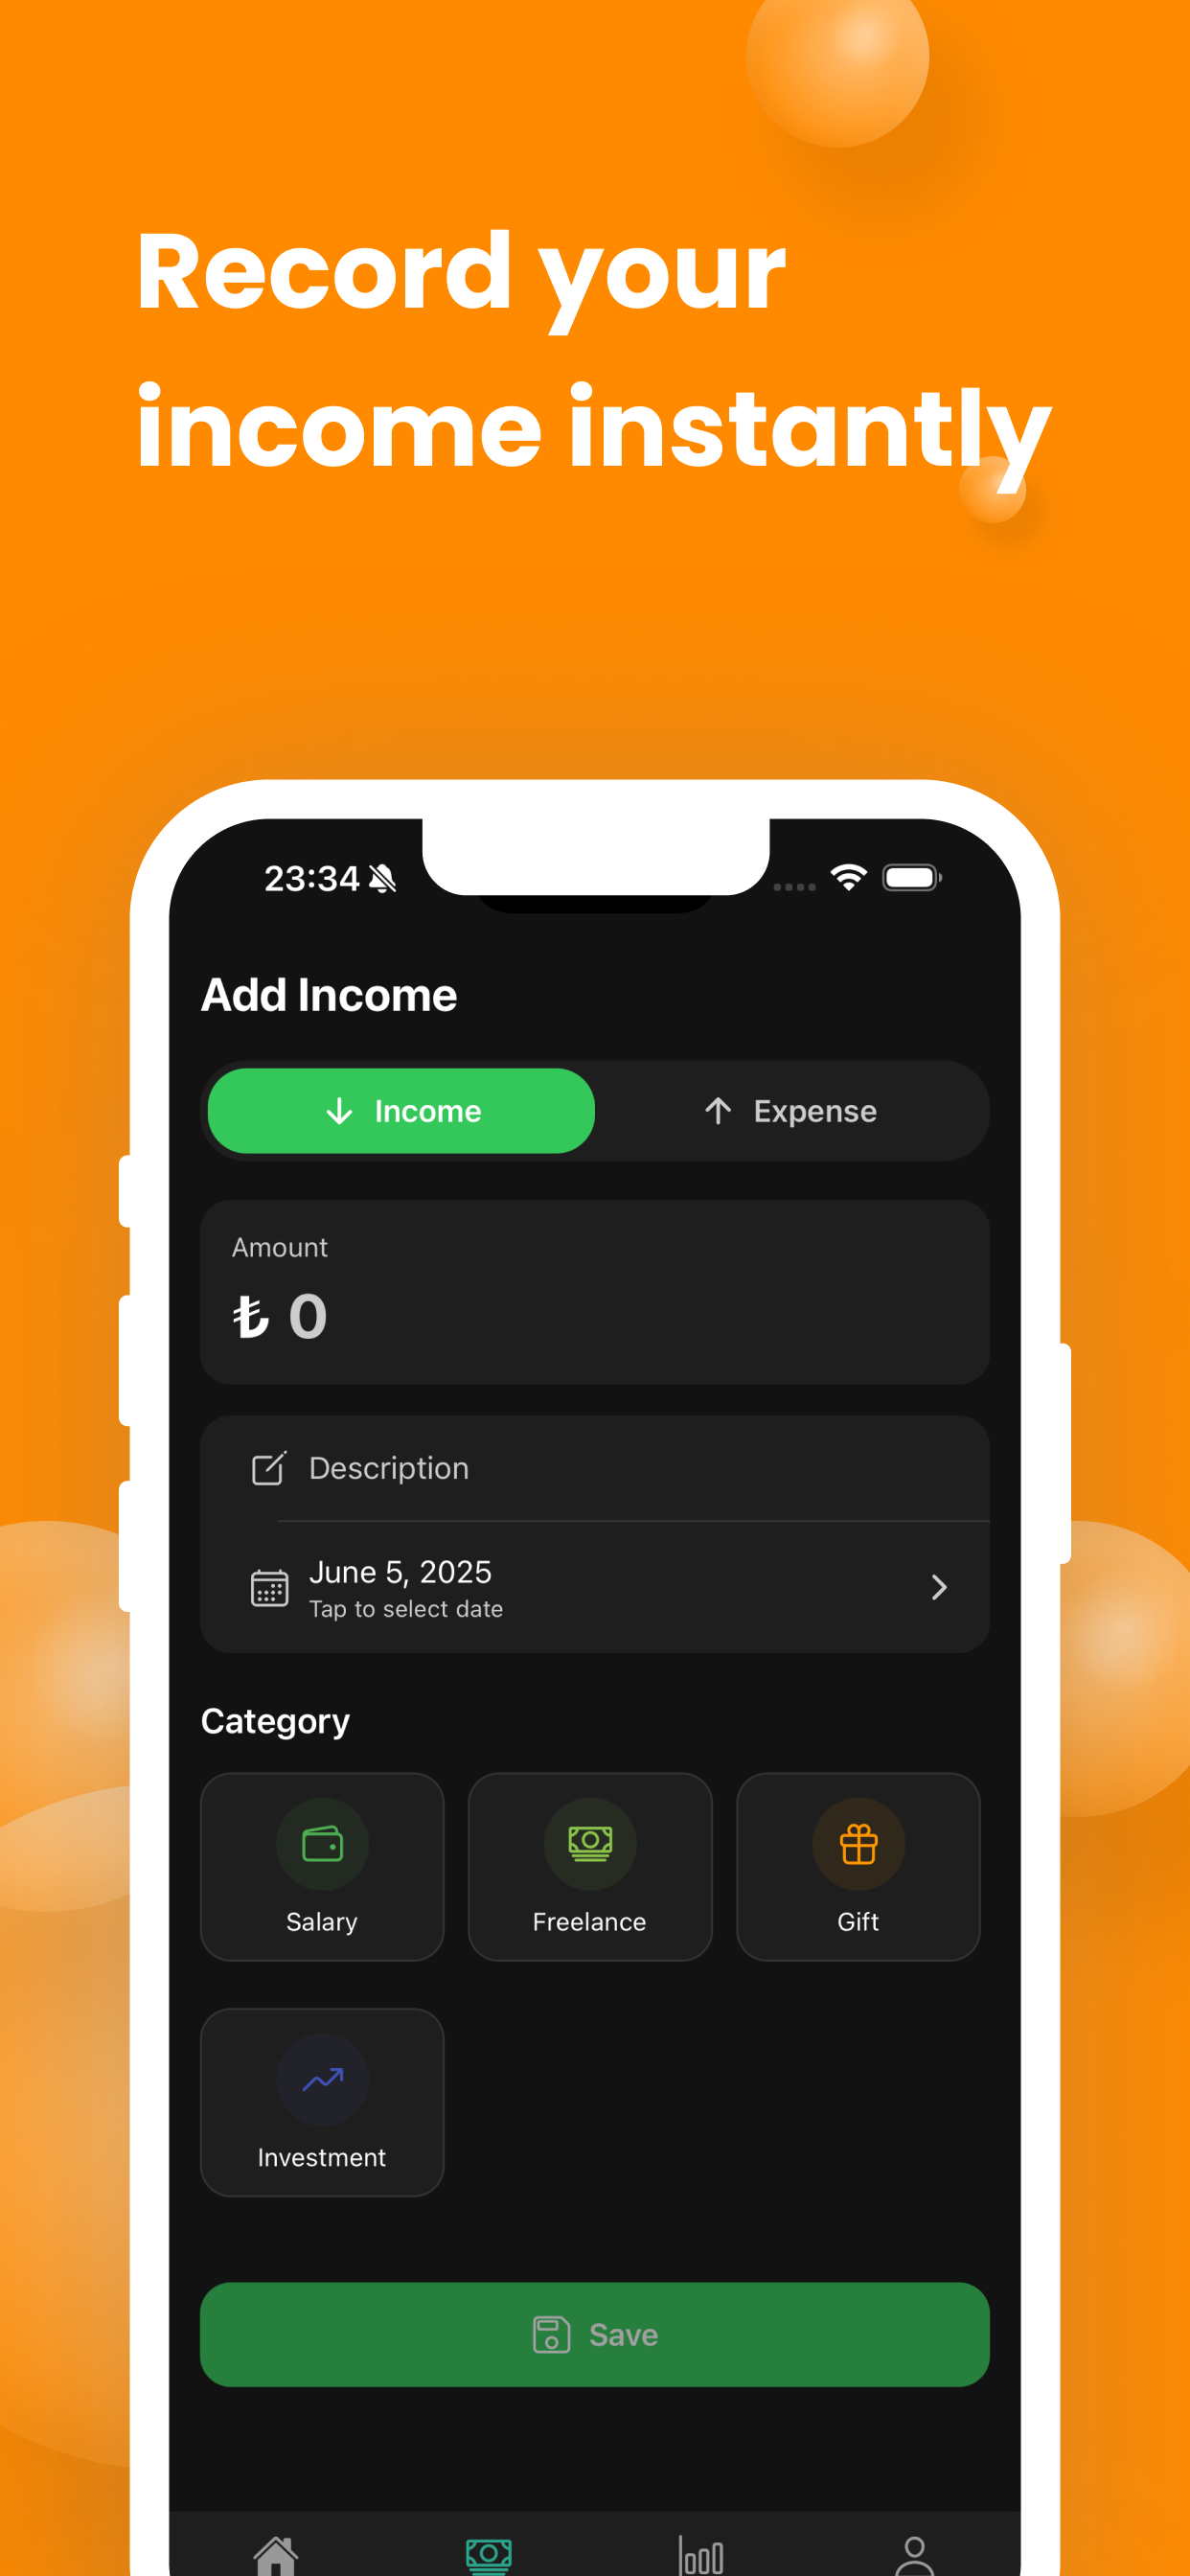 Record your
income instantly
23:34
Add Income
Income
Expense
Amount
₺ 0
Description
June 5, 2025
Tap to select date
Category
Salary
Freelance
Gift
Investment
Save